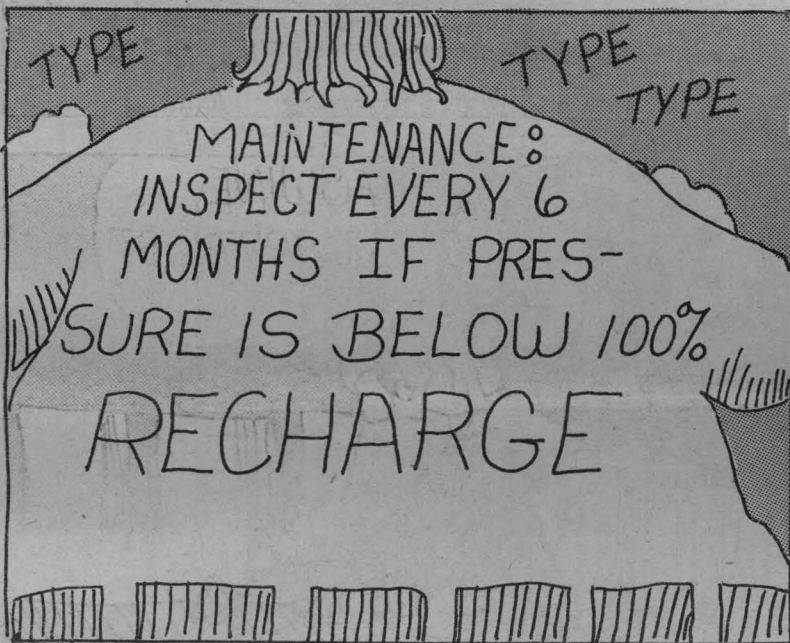 TYPE
TYPE
TYPE
MAINTENANCE:
INSPECT EVERY 6
MONTHS IF PRES-
SURE IS BELOW 100%
RECHARGE